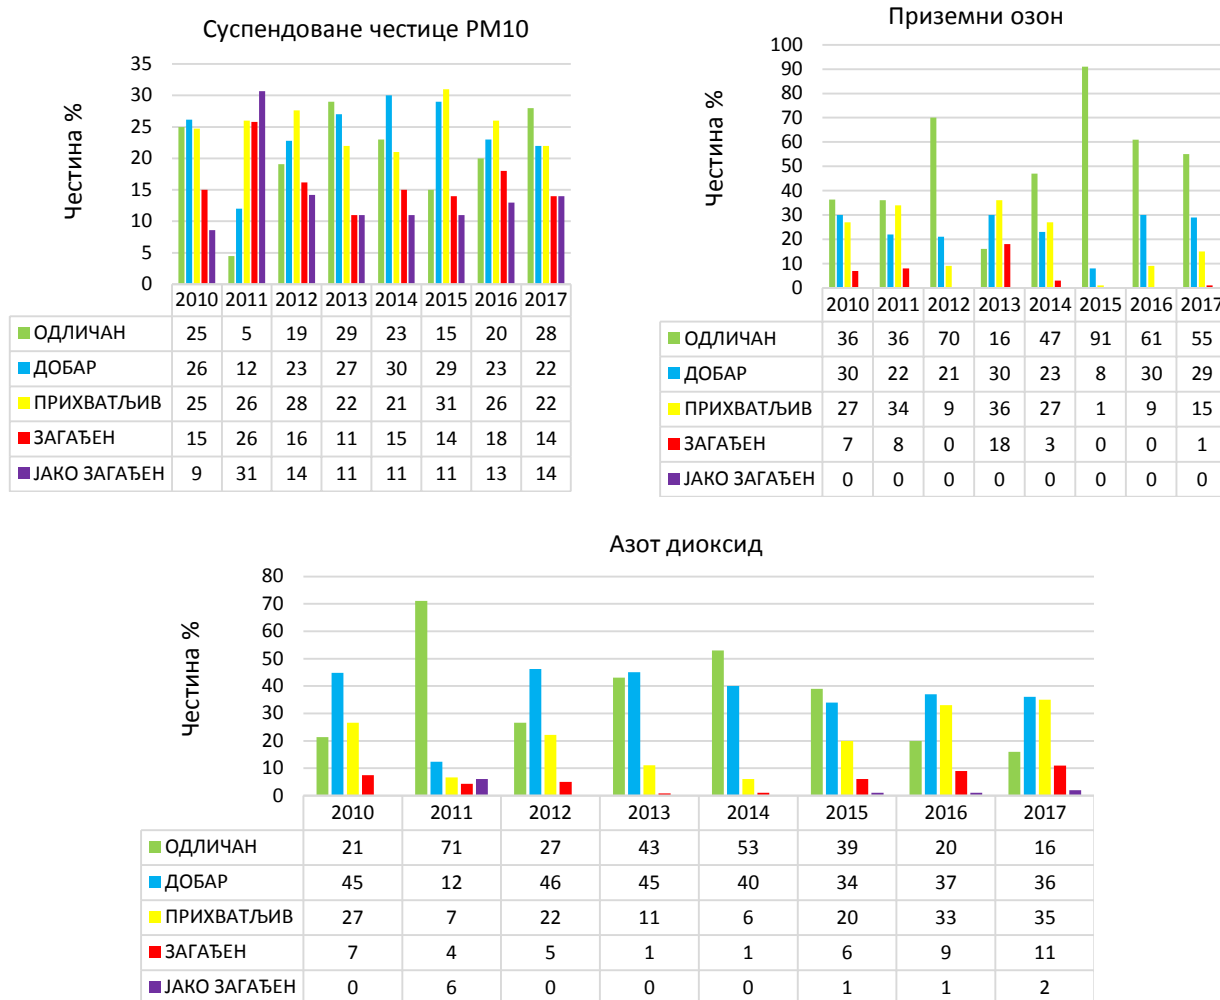 Суспендоване честице PM10
Честина %
35
30
25
20
15
10
5
0
2010 2011 2012 2013 2014 2015 2016 2017
ОДЛИЧАН 25 5 19 29 23 15 20 28
ДОБАР 26 12 23 27 30 29 23 22
ПРИХВАТЉИВ 25 26 28 22 21 31 26 22
ЗАГАЂЕН 15 26 16 11 15 14 18 14
ЈАКО ЗАГАЂЕН 9 31 14 11 11 11 13 14
Приземни озон
Честина %
100
90
80
70
60
50
40
30
20
10
0
2010 2011 2012 2013 2014 2015 2016 2017
ОДЛИЧАН 36 36 70 16 47 91 61 55
ДОБАР 30 22 21 30 23 8 30 29
ПРИХВАТЉИВ 27 34 9 36 27 1 9 15
ЗАГАЂЕН 7 8 0 18 3 0 0 1
ЈАКО ЗАГАЂЕН 0 0 0 0 0 0 0 0
Азот диоксид
Честина %
80
70
60
50
40
30
20
10
0
2010 2011 2012 2013 2014 2015 2016 2017
ОДЛИЧАН 21 71 27 43 53 39 20 16
ДОБАР 45 12 46 45 40 34 37 36
ПРИХВАТЉИВ 27 7 22 11 6 20 33 35
ЗАГАЂЕН 7 4 5 1 1 6 9 11
ЈАКО ЗАГАЂЕН 0 6 0 0 0 1 1 2